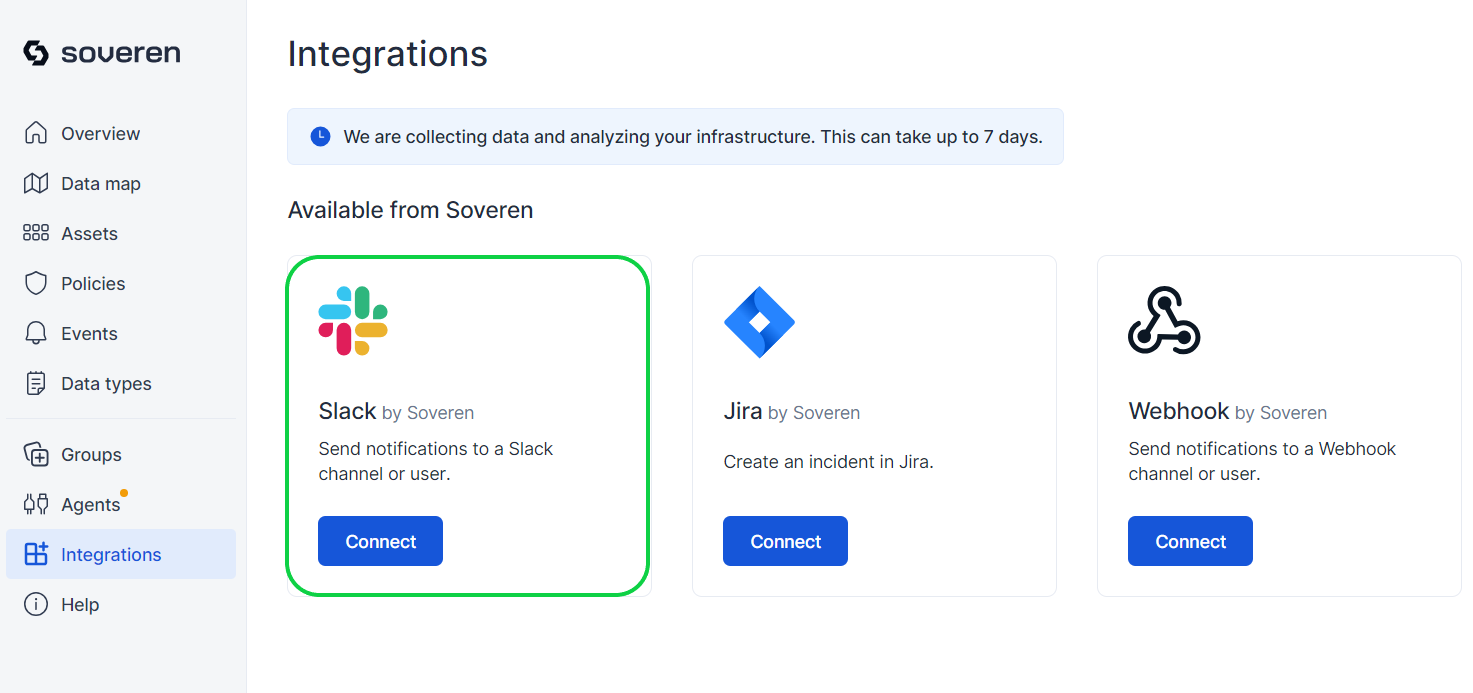 soveren
Overview
Data map
Assets
Policies
Events
Data types
Groups
Agents
Integrations
Help
Integrations
We are collecting data and analyzing your infrastructure. This can take up to 7 days.
Available from Soveren
Slack by Soveren
Send notifications to a Slack
channel or user.
Connect
Jira by Soveren
Create an incident in Jira.
Connect
Webhook by Soveren
Send notifications to a Webhook
channel or user.
Connect